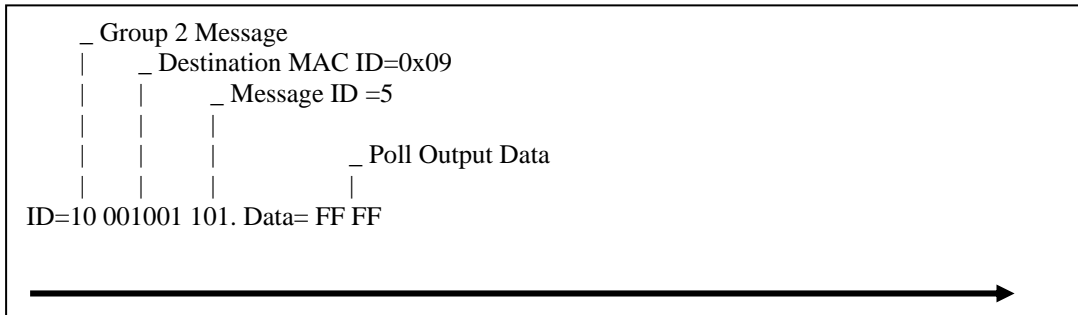 _ Group 2 Message
| _ Destination MAC ID=0x09
| | _ Message ID =5
| | |
| | | _ Poll Output Data
| | | |
ID=10 001001 101. Data= FF FF